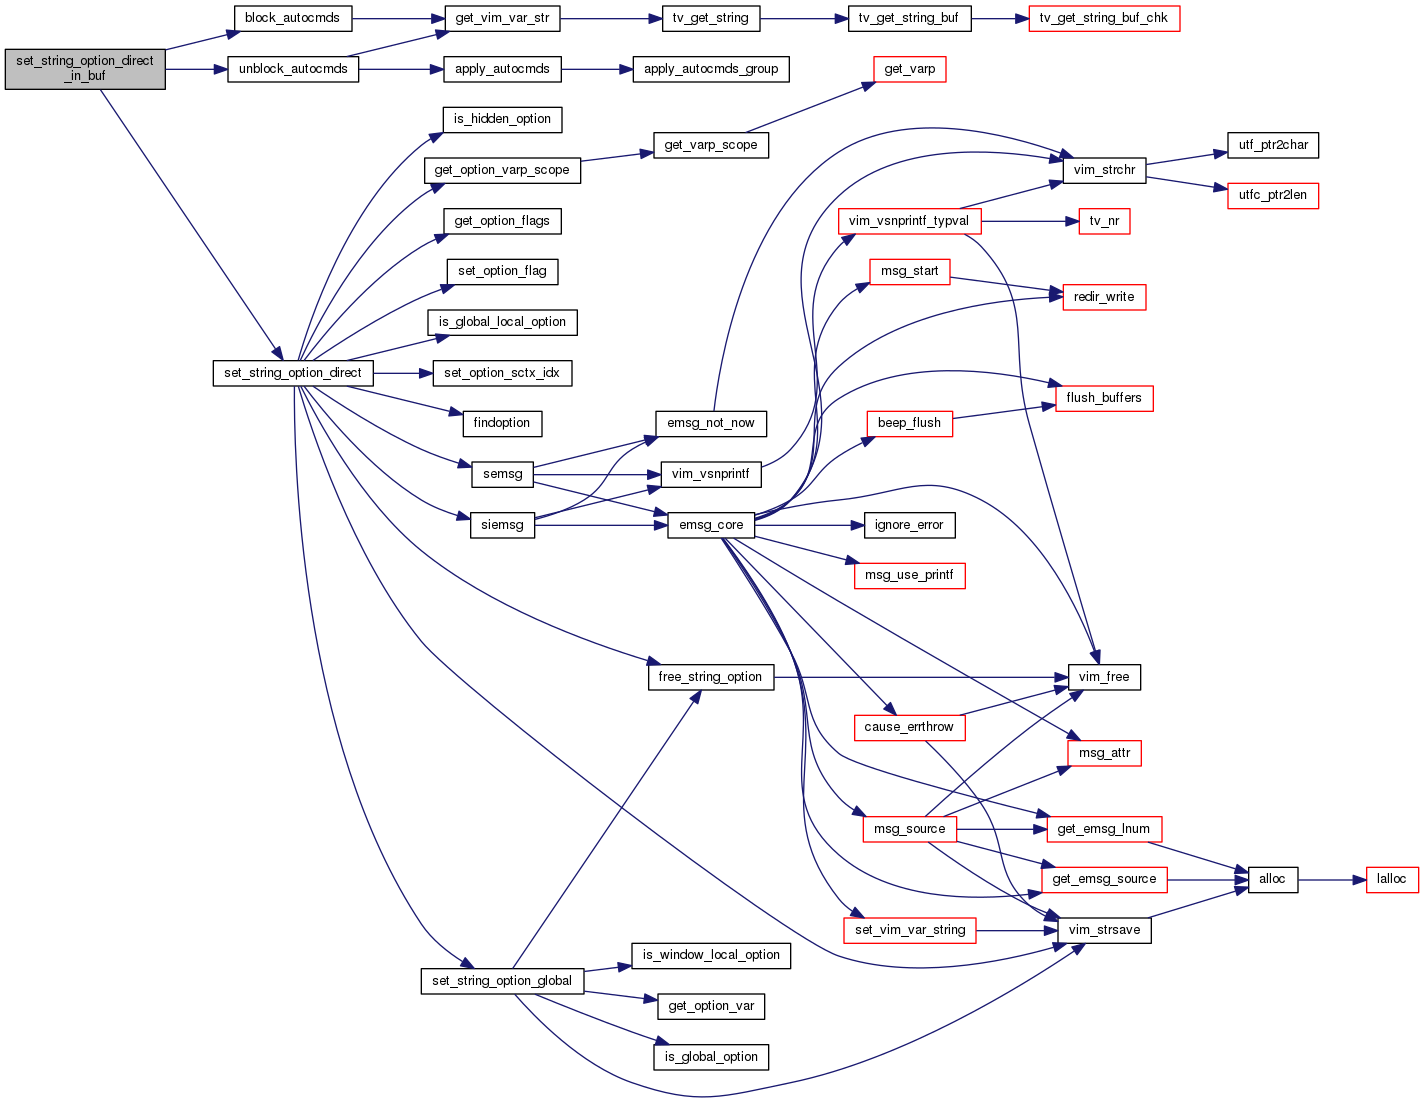 block_autocmds
get_vim_var_str
tv_get_string
tv_get_string_buf
tv_get_string_buf_chk
set_string_option_direct
_in_buf
unblock_autocmds
apply_autocmds
apply_autocmds_group
get_varp
is_hidden_option
get_varp_scope
utf_ptr2char
get_option_varp_scope
vim_strchr
utfc_ptr2len
get_option_flags
vim_vsnprintf_typval
tv_nr
set_option_flag
msg_start
redir_write
is_global_local_option
set_string_option_direct
set_option_sctx_idx
flush_buffers
findoption
emsg_not_now
beep_flush
semsg
vim_vsnprintf
siemsg
emsg_core
ignore_error
msg_use_printf
free_string_option
vim_free
cause_errthrow
msg_attr
msg_source
get_emsg_lnum
get_emsg_source
alloc
lalloc
set_vim_var_string
vim_strsave
is_window_local_option
set_string_option_global
get_option_var
is_global_option